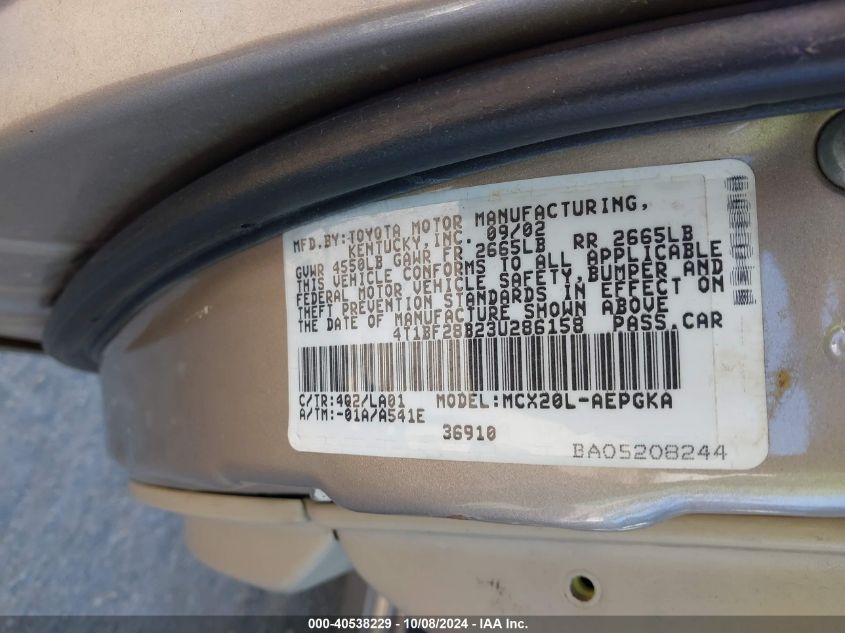 MFD.BY:TOYOTA MOTOR MANUFACTURING,
KENTUCKY,INC. 09/02
GVWR 4550LB GAWR FR 2665LB RR 2665LB
THIS VEHICLE CONFORMS TO ALL APPLICABLE
FEDERAL MOTOR VEHICLE SAFETY,BUMPER,AND
THEFT PREVENTION STANDARDS IN EFFECT ON
THE DATE OF MANUFACTURE SHOWN ABOVE
4T1BF28B23U286158 PASS.CAR
C/TR:4Q2/LA01 MODEL:MCX20L-AEPGKA
A/TM:-01A/A541E
36910
BA05208244
000-40538229 - 10/08/2024 - IAA Inc.